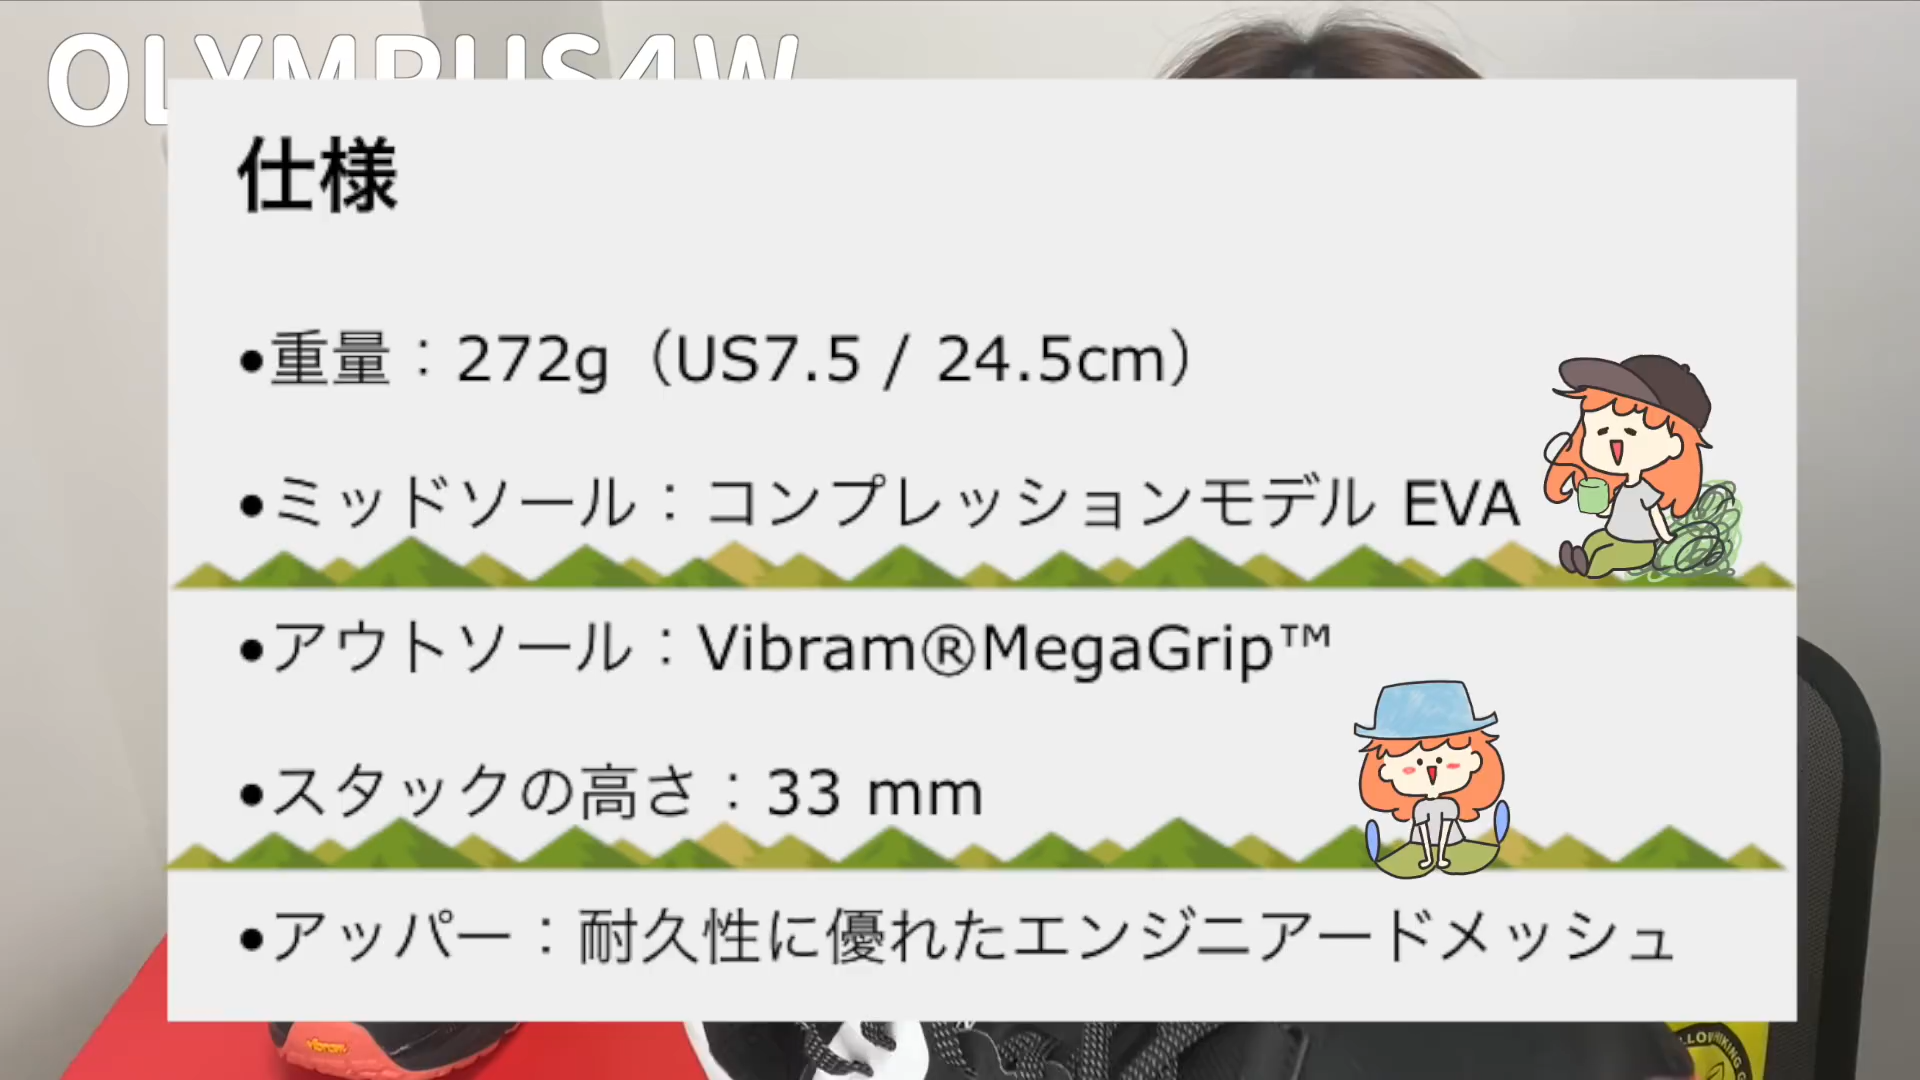 OLYMPUS4W
仕様
•重量：272g（US7.5 / 24.5cm）
•ミッドソール：コンプレッションモデル EVA
•アウトソール：Vibram®MegaGrip™
•スタックの高さ：33 mm
•アッパー：耐久性に優れたエンジニアードメッシュ
vibram